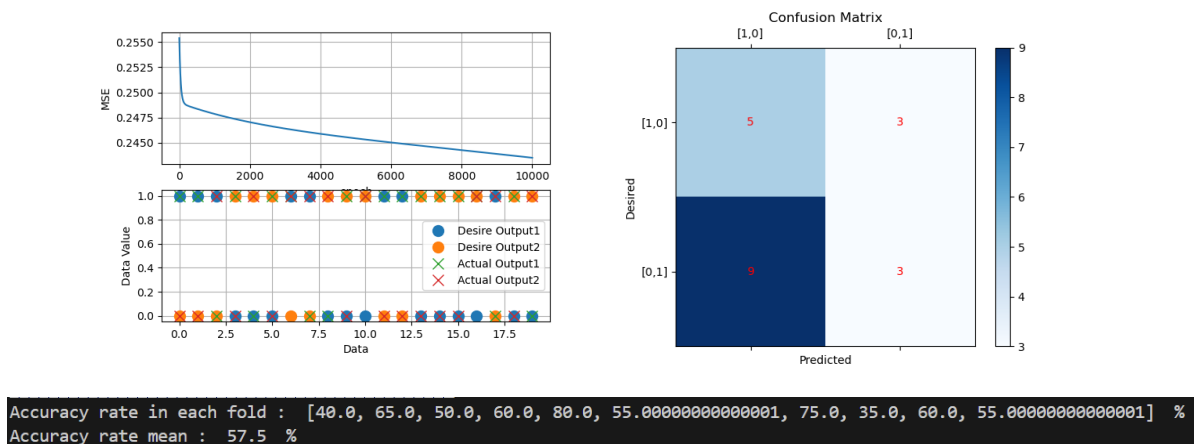 0.2550
0.2525
0.2500
0.2475
0.2450
MSE
0 2000 4000 6000 8000 10000
epoch
1.0
0.8
0.6
0.4
0.2
0.0
Data Value
Desire Output1
Desire Output2
Actual Output1
Actual Output2
0.0 2.5 5.0 7.5 10.0 12.5 15.0 17.5
Data
Confusion Matrix
[1,0] [0,1]
[1,0]
[0,1]
Desired
5 3
9 3
Predicted
9
8
7
6
5
4
3
Accuracy rate in each fold : [40.0, 65.0, 50.0, 60.0, 80.0, 55.00000000000001, 75.0, 35.0, 60.0, 55.00000000000001] %
Accuracy rate mean : 57.5 %